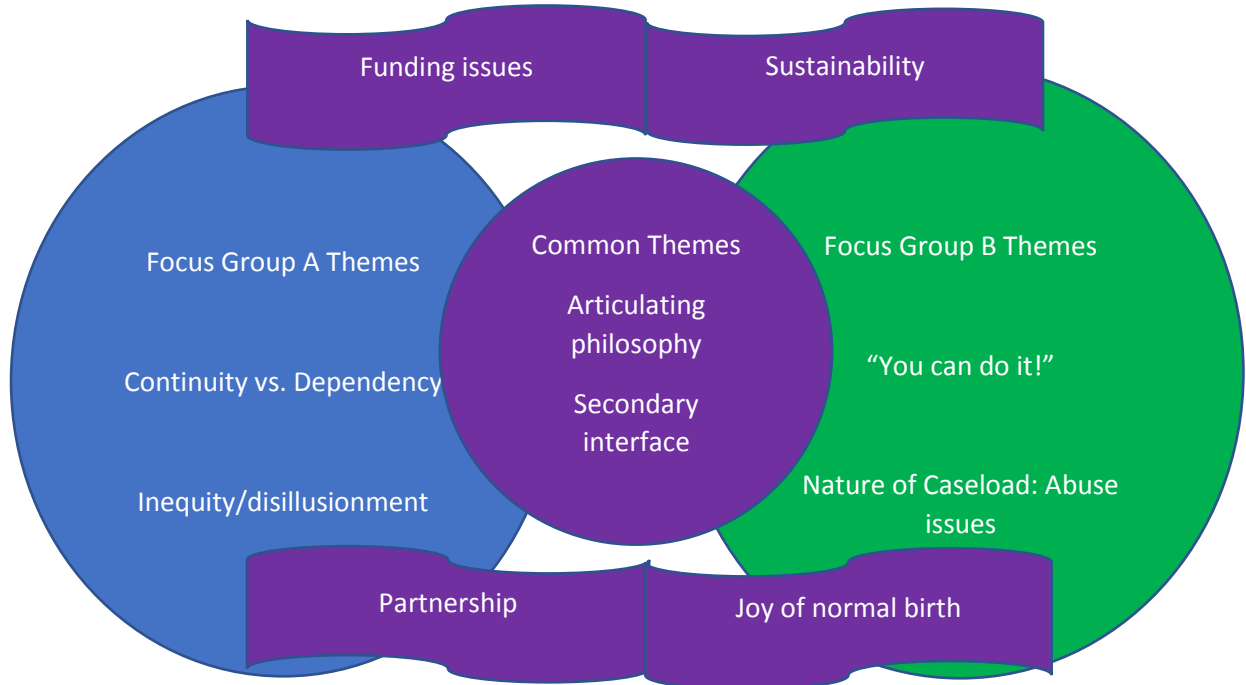 Funding issues
Sustainability
Focus Group A Themes
Continuity vs. Dependency
Inequity/disillusionment
Common Themes
Articulating
philosophy
Secondary
interface
Focus Group B Themes
“You can do it!”
Nature of Caseload: Abuse
issues
Partnership
Joy of normal birth